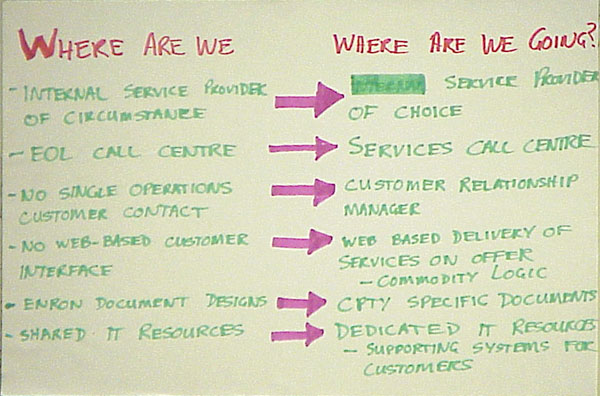 WHERE ARE WE
- INTERNAL SERVICE PROVIDER
OF CIRCUMSTANCE
- EOL CALL CENTRE
- NO SINGLE OPERATIONS
CUSTOMER CONTACT
- NO WEB-BASED CUSTOMER
INTERFACE
- ENRON DOCUMENT DESIGNS
- SHARED IT RESOURCES
WHERE ARE WE GOING?
SERVICE PROVIDER
OF CHOICE
SERVICES CALL CENTRE
CUSTOMER RELATIONSHIP
MANAGER
WEB BASED DELIVERY OF
SERVICES ON OFFER
- COMMODITY LOGIC
CPTY SPECIFIC DOCUMENTS
DEDICATED IT RESOURCES
- SUPPORTING SYSTEMS FOR
CUSTOMERS